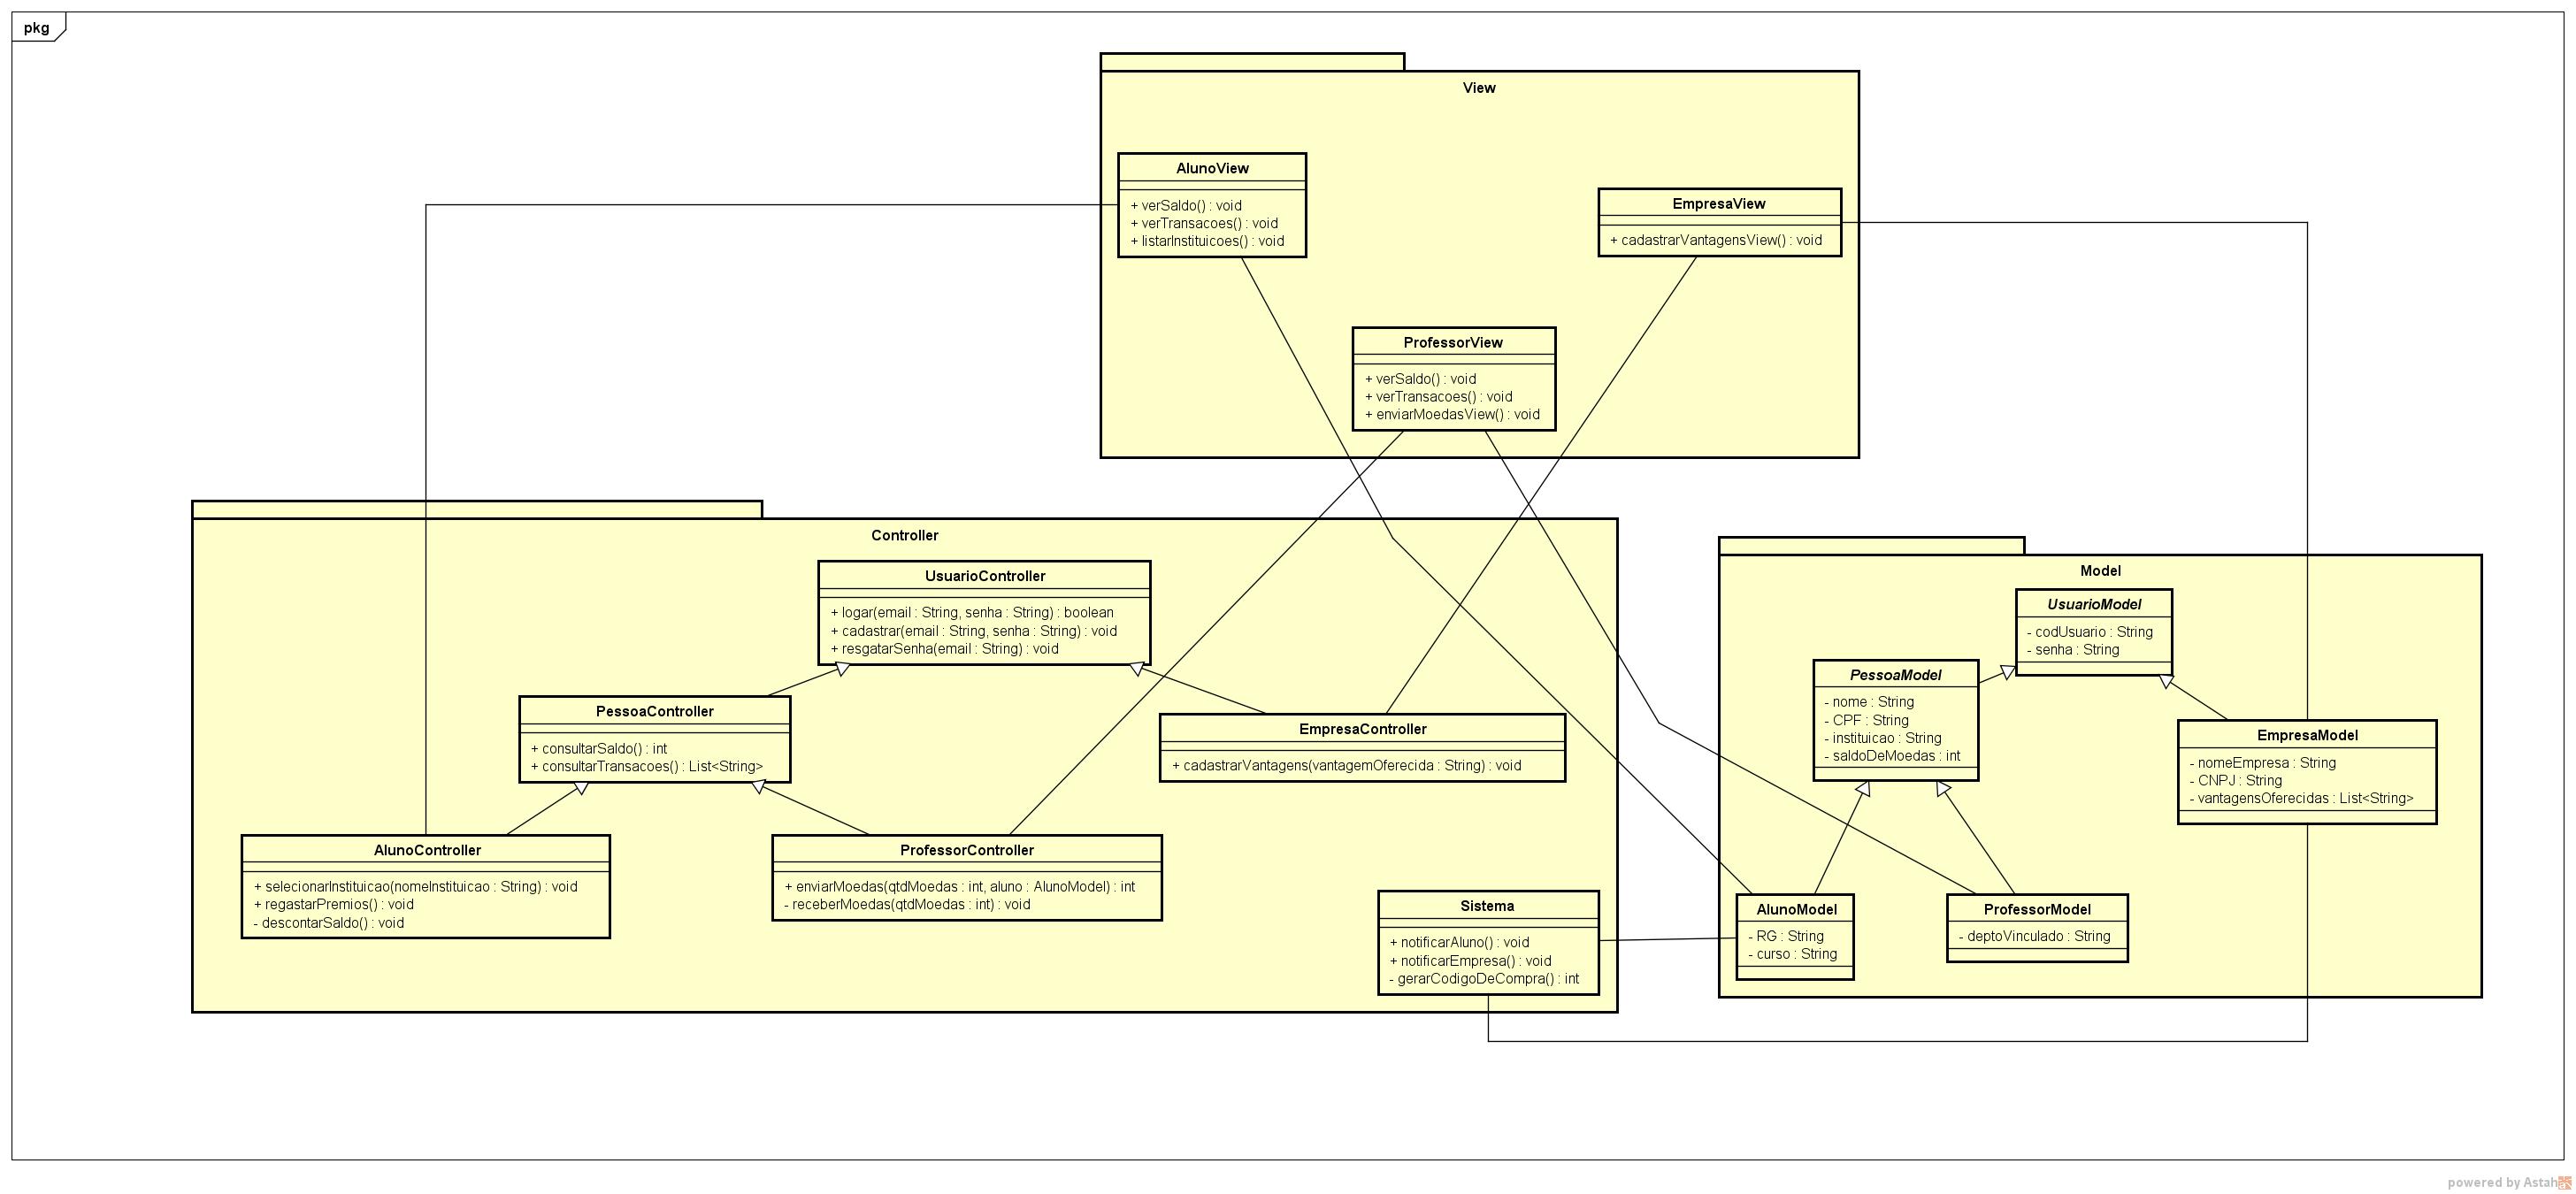 pkg
View
AlunoView
+ verSaldo() : void
+ verTransacoes() : void
+ listarInstituicoes() : void
EmpresaView
+ cadastrarVantagensView() : void
ProfessorView
+ verSaldo() : void
+ verTransacoes() : void
+ enviarMoedasView() : void
Controller
UsuarioController
+ logar(email : String, senha : String) : boolean
+ cadastrar(email : String, senha : String) : void
+ resgatarSenha(email : String) : void
PessoaController
+ consultarSaldo() : int
+ consultarTransacoes() : List<String>
EmpresaController
+ cadastrarVantagens(vantagemOferecida : String) : void
AlunoController
+ selecionarInstituicao(nomeInstituicao : String) : void
+ regastarPremios() : void
- descontarSaldo() : void
ProfessorController
+ enviarMoedas(qtdMoedas : int, aluno : AlunoModel) : int
- receberMoedas(qtdMoedas : int) : void
Sistema
+ notificarAluno() : void
+ notificarEmpresa() : void
- gerarCodigoDeCompra() : int
Model
UsuarioModel
- codUsuario : String
- senha : String
PessoaModel
- nome : String
- CPF : String
- instituicao : String
- saldoDeMoedas : int
EmpresaModel
- nomeEmpresa : String
- CNPJ : String
- vantagensOferecidas : List<String>
AlunoModel
- RG : String
- curso : String
ProfessorModel
- deptoVinculado : String
powered by Astah